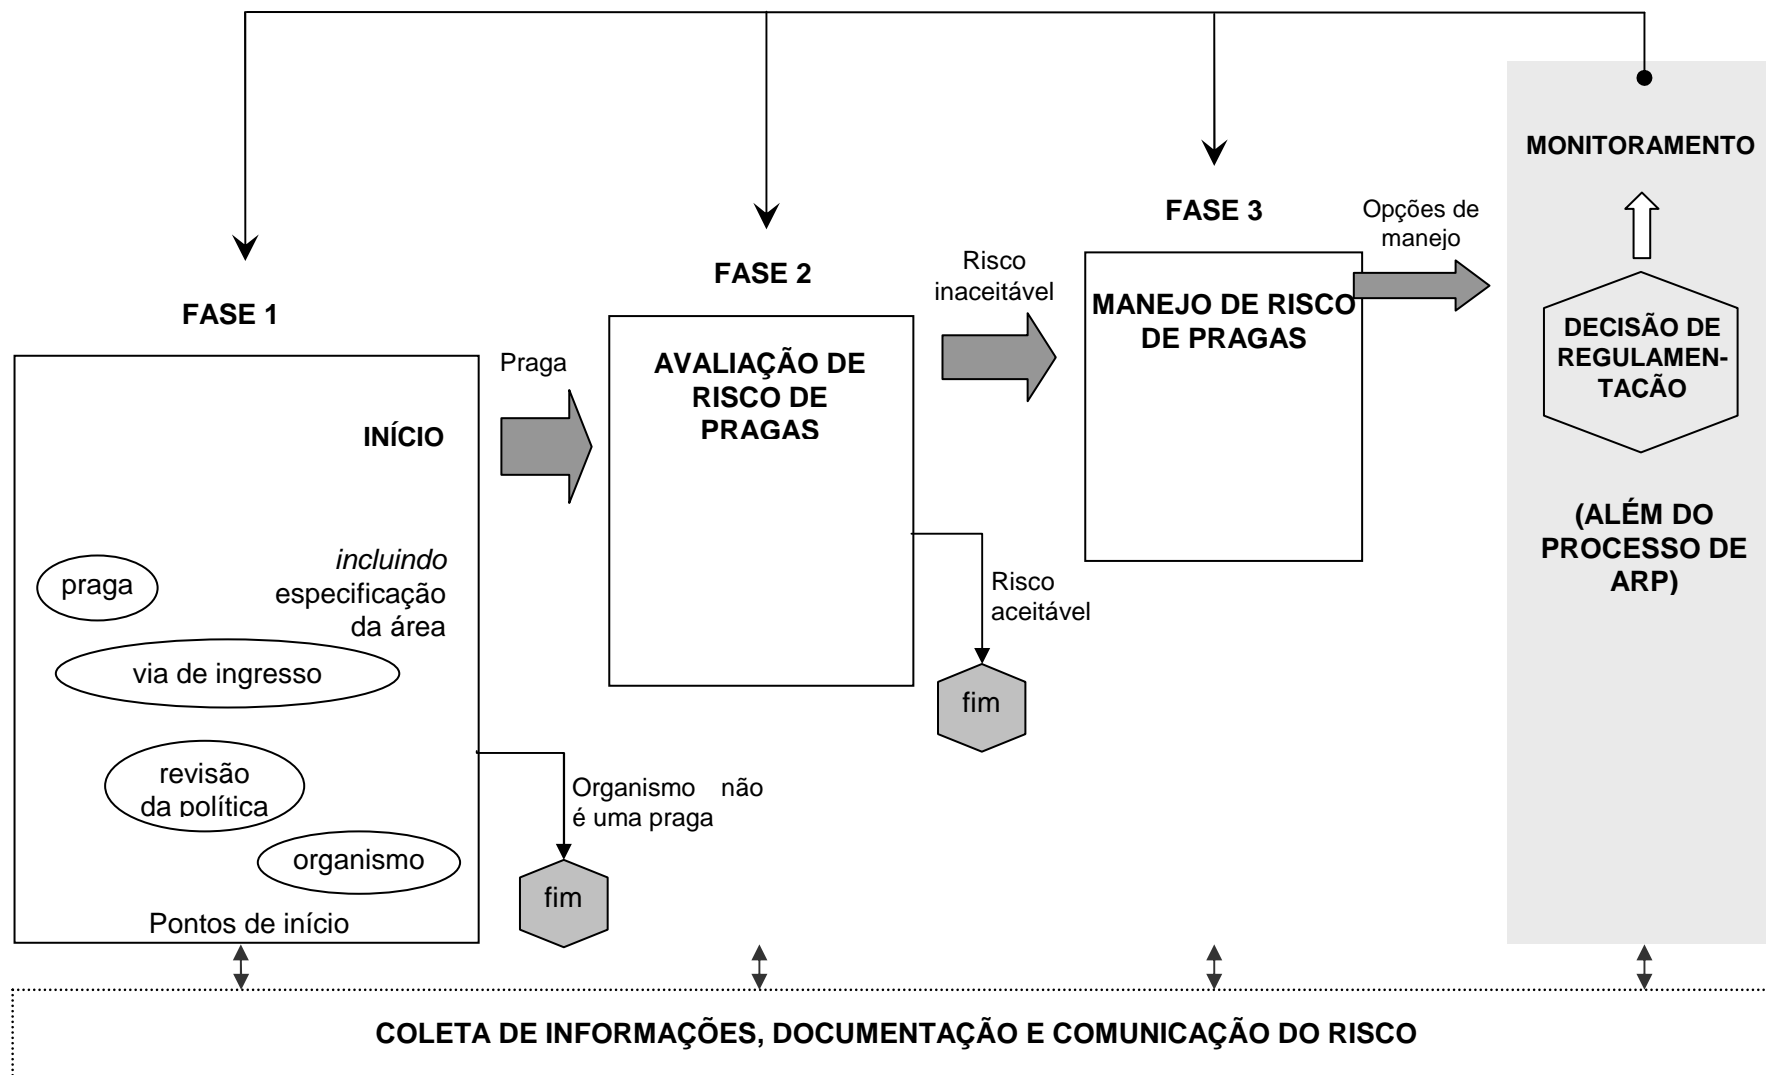 FASE 1
INÍCIO
incluindo
especificação
da área
praga
via de ingresso
revisão
da política
organismo
Pontos de início
Praga
Organismo não
é uma praga
fim
FASE 2
AVALIAÇÃO DE
RISCO DE
PRAGAS
Risco
inaceitável
Risco
aceitável
fim
FASE 3
MANEJO DE RISCO
DE PRAGAS
Opções de
manejo
MONITORAMENTO
DECISÃO DE
REGULAMEN-
TACÃO
(ALÉM DO
PROCESSO DE
ARP)
COLETA DE INFORMAÇÕES, DOCUMENTAÇÃO E COMUNICAÇÃO DO RISCO